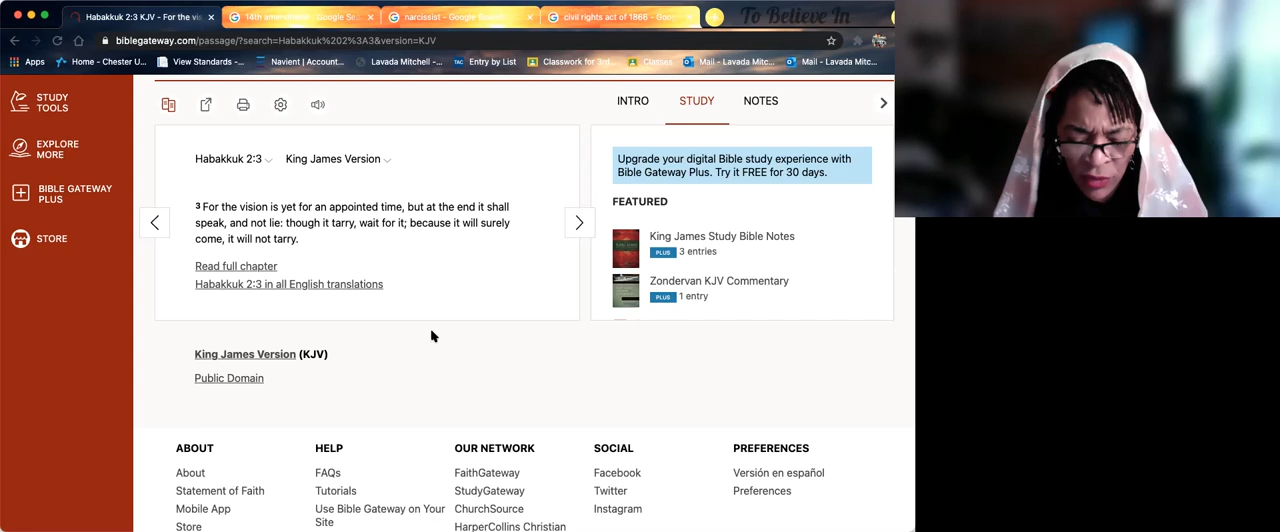 Habakkuk 2:3 KJV - For the vis
14th amendment - Google Sea
narcissist - Google Search
civil rights act of 1866 - Goog
To Believe In
biblegateway.com/passage/?search=Habakkuk%202%3A3&version=KJV
Apps Home - Chester U... View Standards -... Navient | Account... Lavada Mitchell -... TAC Entry by List Classwork for 3rd... Classes Mail - Lavada Mitc... Mail - Lavada Mitc...
STUDY
TOOLS
EXPLORE
MORE
BIBLE GATEWAY
PLUS
STORE
INTRO STUDY NOTES
Habakkuk 2:3 King James Version
3 For the vision is yet for an appointed time, but at the end it shall
speak, and not lie: though it tarry, wait for it; because it will surely
come, it will not tarry.
Read full chapter
Habakkuk 2:3 in all English translations
Upgrade your digital Bible study experience with
Bible Gateway Plus. Try it FREE for 30 days.
FEATURED
King James Study Bible Notes
PLUS 3 entries
Zondervan KJV Commentary
PLUS 1 entry
King James Version (KJV)
Public Domain
ABOUT
About
Statement of Faith
Mobile App
Store
HELP
FAQs
Tutorials
Use Bible Gateway on Your
Site
OUR NETWORK
FaithGateway
StudyGateway
ChurchSource
HarperCollins Christian
SOCIAL
Facebook
Twitter
Instagram
PREFERENCES
Versión en español
Preferences